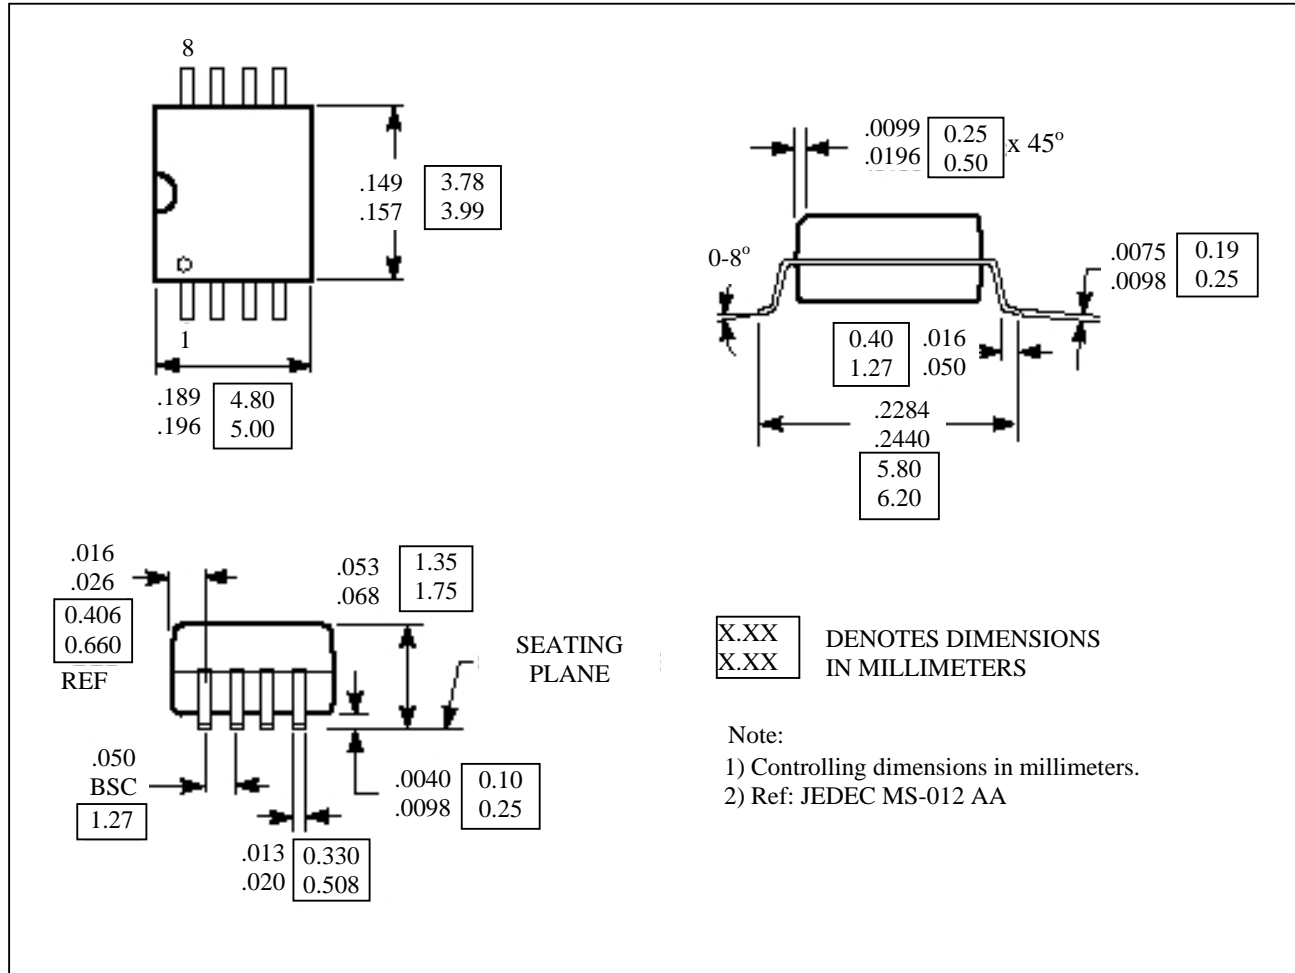 8
.149 3.78
.157 3.99
1
.189 4.80
.196 5.00
.0099 0.25 x 45°
.0196 0.50
0-8°
.0075 0.19
.0098 0.25
0.40 .016
1.27 .050
.2284
.2440
5.80
6.20
.016
.026
0.406
0.660
REF
.053 1.35
.068 1.75
SEATING
PLANE
.050
BSC
1.27
.0040 0.10
.0098 0.25
.013 0.330
.020 0.508
X.XX DENOTES DIMENSIONS
X.XX IN MILLIMETERS
Note:
1) Controlling dimensions in millimeters.
2) Ref: JEDEC MS-012 AA